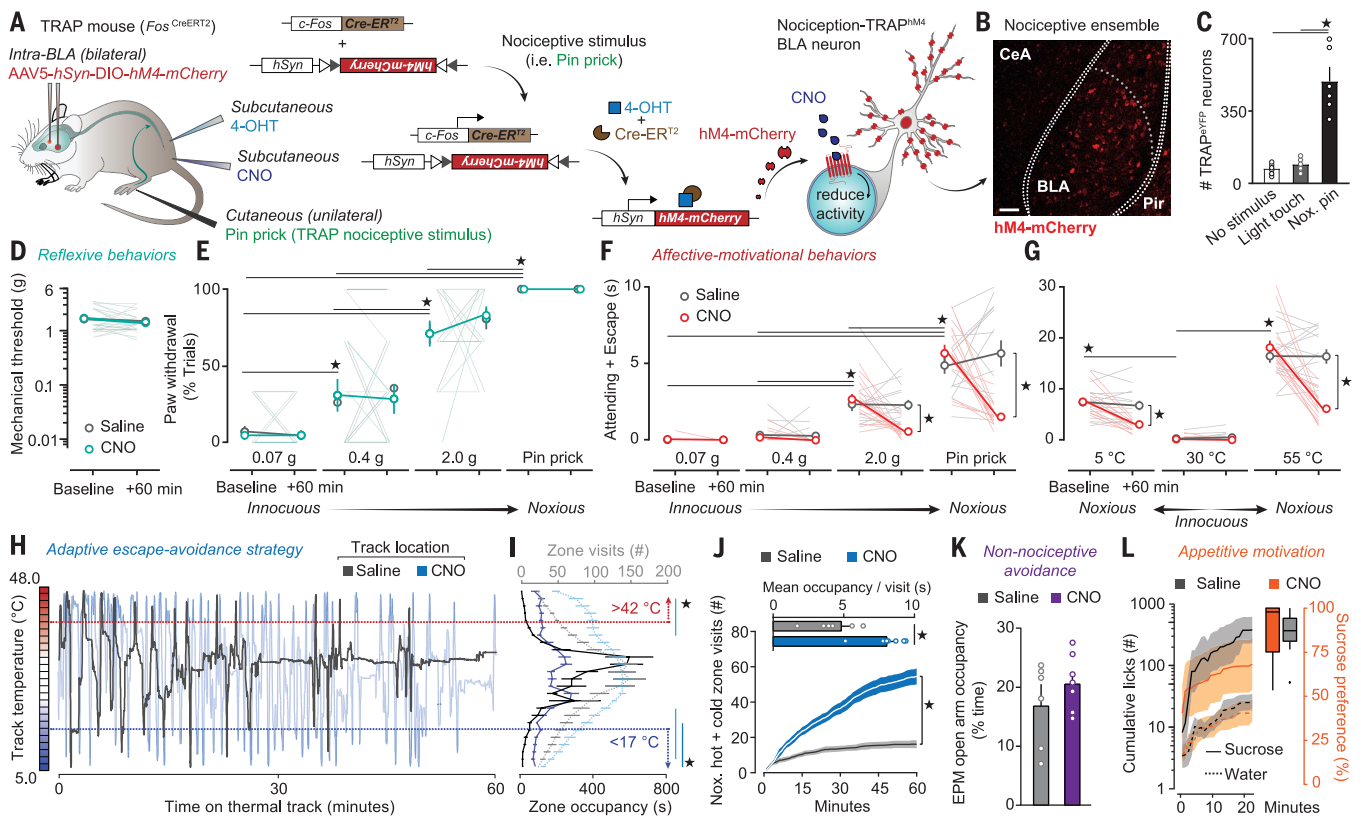 A TRAP mouse (Fos CreERT2)
Intra-BLA (bilateral)
AAV5-hSyn-DIO-hM4-mCherry
Subcutaneous
4-OHT
Subcutaneous
CNO
Cutaneous (unilateral)
Pin prick (TRAP nociceptive stimulus)
c-Fos Cre-ERT2
+
hSyn hM4-mCherry
Nociceptive stimulus
(i.e. Pin prick)
c-Fos Cre-ERT2
hSyn hM4-mCherry
4-OHT
+
Cre-ERT2
hM4-mCherry
hSyn hM4-mCherry
Nociception-TRAPhM4
BLA neuron
CNO
reduce
activity
B Nociceptive ensemble
CeA
BLA
Pir
hM4-mCherry
C
# TRAPeYFP neurons
700
350
0
No stimulus
Light touch
Nox. pin
D Reflexive behaviors
Mechanical threshold (g)
6
1
0.1
0.01
Saline
CNO
Baseline +60 min
E
Paw withdrawal
(% Trials)
100
50
0
0.07 g 0.4 g 2.0 g Pin prick
Baseline +60 min
Innocuous Noxious
F Affective-motivational behaviors
Attending + Escape (s)
10
8
6
4
2
0
Saline
CNO
0.07 g 0.4 g 2.0 g Pin prick
Baseline +60 min
Innocuous Noxious
G
30
20
10
0
5 °C 30 °C 55 °C
Baseline +60 min
Noxious Innocuous Noxious
H Adaptive escape-avoidance strategy
Track location
Saline CNO
Track temperature (°C)
48.0
5.0
0 30 60
Time on thermal track (minutes)
I
Zone visits (#)
0 50 100 150 200
>42 °C
<17 °C
0 200 400 600 800
Zone occupancy (s)
J
Saline CNO
Mean occupancy / visit (s)
0 5 10
Nox. hot + cold zone visits (#)
80
60
40
20
0
0 15 30 45 60
Minutes
K Non-nociceptive
avoidance
Saline CNO
EPM open arm occupancy
(% time)
30
20
10
0
L Appetitive motivation
Saline CNO
Cumulative licks (#)
1000
100
10
1
Sucrose
Water
0 10 20 Minutes
100
75
50
25
0
Sucrose preference (%)